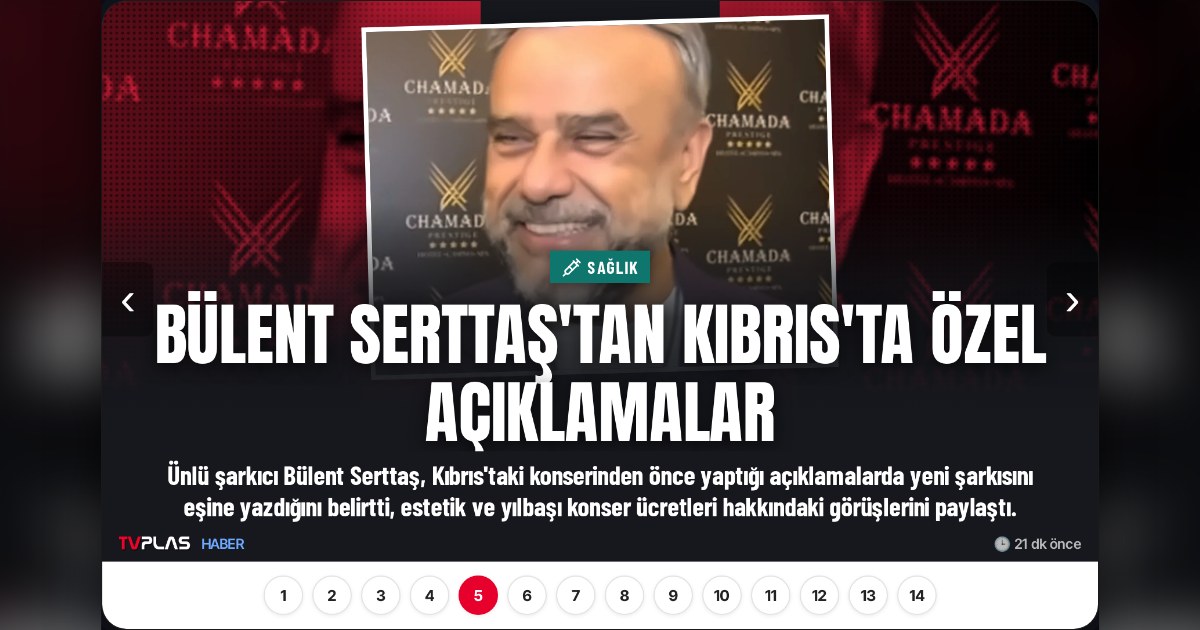 CHAMADA
CHAMADA
CHAMADA
PRESTIGE
CHAMADA
PRESTIGE
CHAMADA
PRESTIGE
CHAMADA
PRESTIGE
SAĞLIK
‹
›
BÜLENT SERTTAŞ'TAN KIBRIS'TA ÖZEL
AÇIKLAMALAR
Ünlü şarkıcı Bülent Serttaş, Kıbrıs'taki konserinden önce yaptığı açıklamalarda yeni şarkısını
eşine yazdığını belirtti, estetik ve yılbaşı konser ücretleri hakkındaki görüşlerini paylaştı.
TVPLAS HABER
21 dk önce
1 2 3 4 5 6 7 8 9 10 11 12 13 14